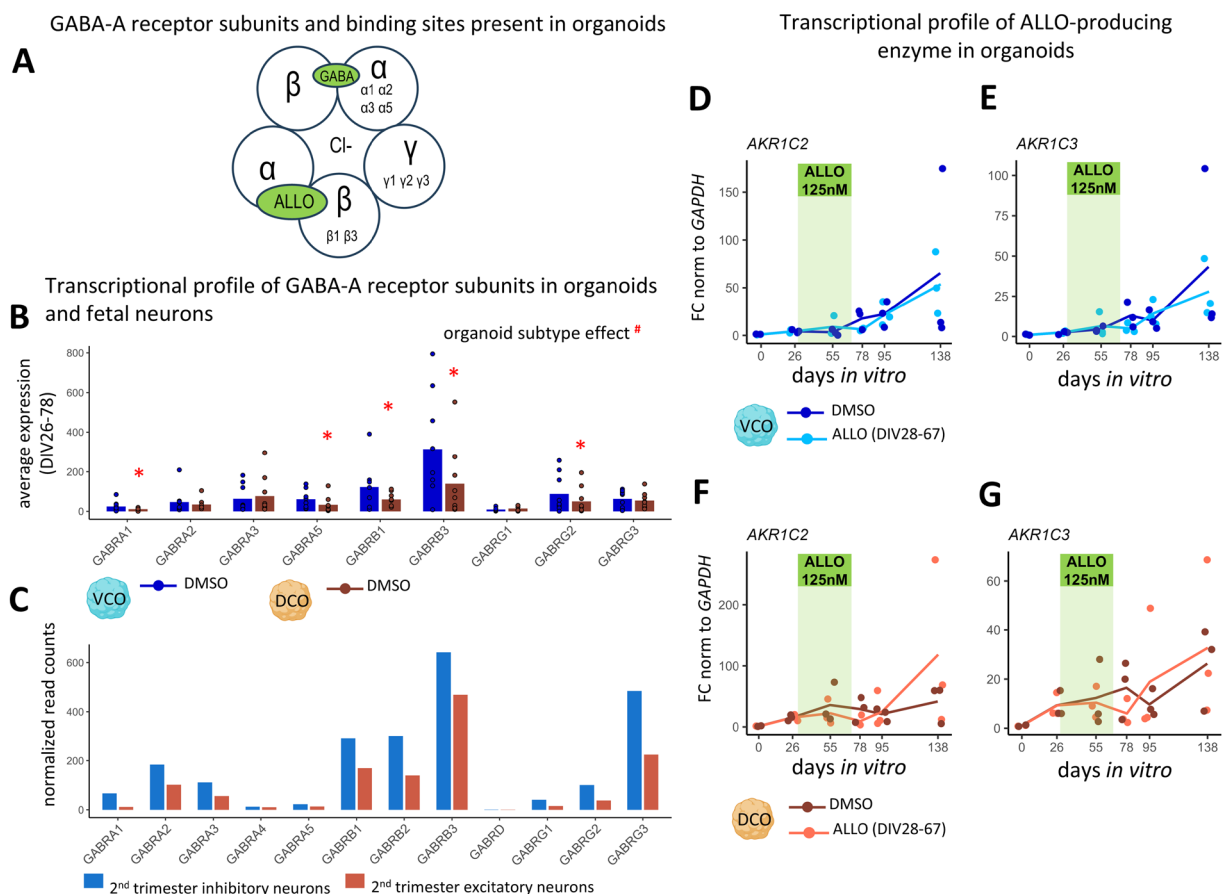 GABA-A receptor subunits and binding sites present in organoids
A
β
GABA
α
α1 α2
α3 α5
Cl-
α
γ
γ1 γ2 γ3
ALLO
β
β1 β3
Transcriptional profile of GABA-A receptor subunits in organoids
and fetal neurons
B
organoid subtype effect #
average expression
(DIV26-78)
800
600
400
200
0
*
*
*
*
*
GABRA1
GABRA2
GABRA3
GABRA5
GABRB1
GABRB3
GABRG1
GABRG2
GABRG3
VCO
DMSO
DCO
DMSO
C
normalized read counts
600
400
200
0
GABRA1
GABRA2
GABRA3
GABRA4
GABRA5
GABRB1
GABRB2
GABRB3
GABRD
GABRG1
GABRG2
GABRG3
2nd trimester inhibitory neurons
2nd trimester excitatory neurons
Transcriptional profile of ALLO-producing
enzyme in organoids
D
AKR1C2
ALLO
125nM
FC norm to GAPDH
150
100
50
0
0 26 55 78 95 138
days in vitro
E
AKR1C3
ALLO
125nM
100
75
50
25
0
0 26 55 78 95 138
days in vitro
VCO
DMSO
ALLO (DIV28-67)
F
AKR1C2
ALLO
125nM
FC norm to GAPDH
200
100
0
0 26 55 78 95 138
days in vitro
G
AKR1C3
ALLO
125nM
60
40
20
0
0 26 55 78 95 138
days in vitro
DCO
DMSO
ALLO (DIV28-67)